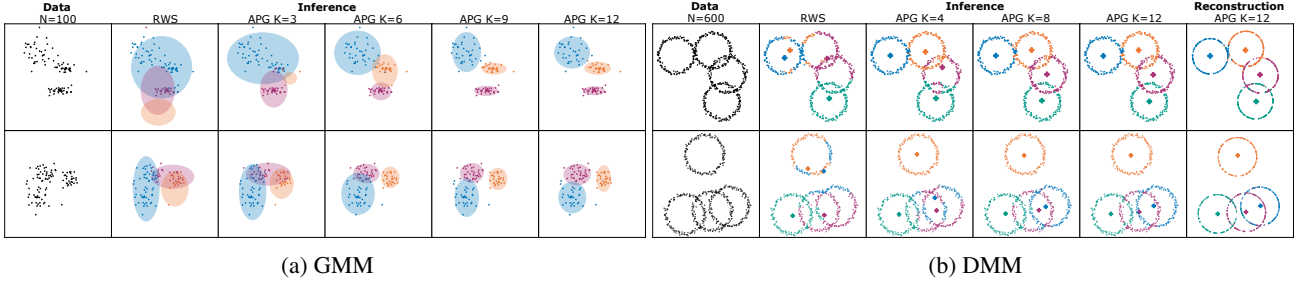 Data Inference
N=100 RWS APG K=3 APG K=6 APG K=9 APG K=12
Data Inference Reconstruction
N=600 RWS APG K=4 APG K=8 APG K=12 APG K=12
(a) GMM
(b) DMM